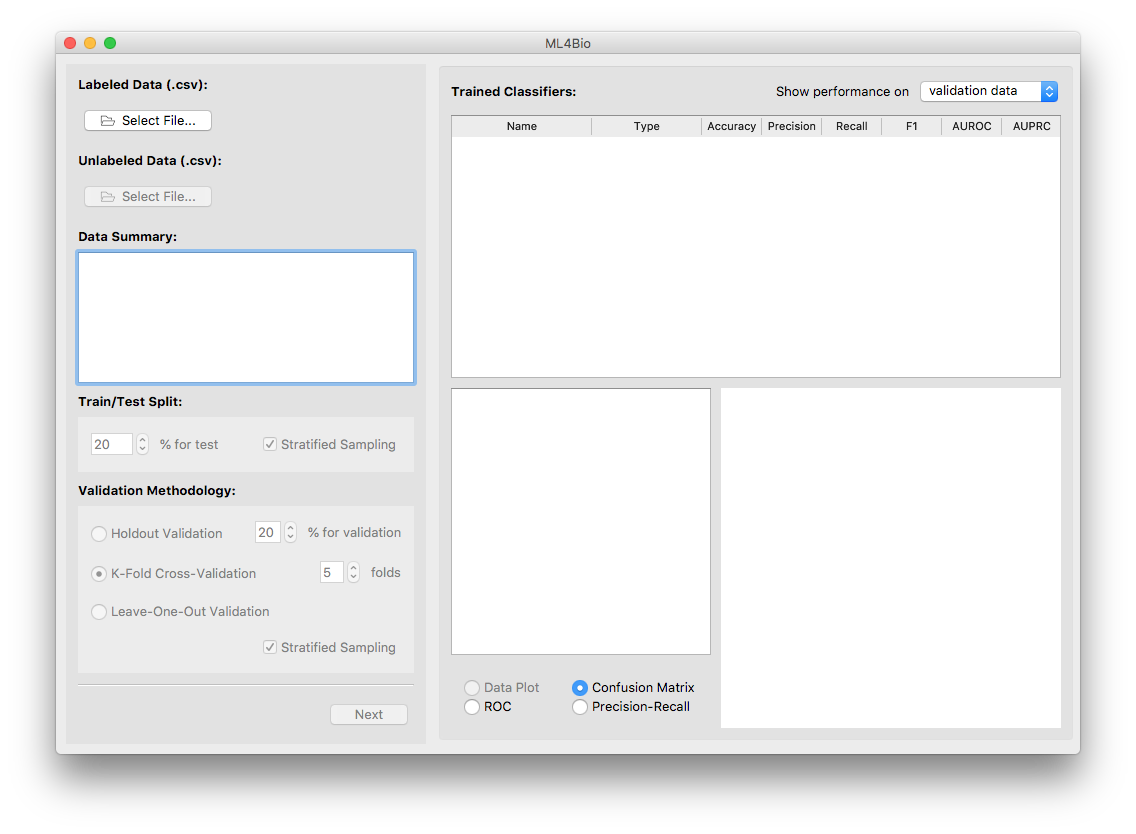 ML4Bio
Labeled Data (.csv):
Select File...
Unlabeled Data (.csv):
Select File...
Data Summary:
Train/Test Split:
20 % for test Stratified Sampling
Validation Methodology:
Holdout Validation 20 % for validation
K-Fold Cross-Validation 5 folds
Leave-One-Out Validation
Stratified Sampling
Next
Trained Classifiers: Show performance on validation data
Name Type Accuracy Precision Recall F1 AUROC AUPRC
Data Plot Confusion Matrix
ROC Precision-Recall